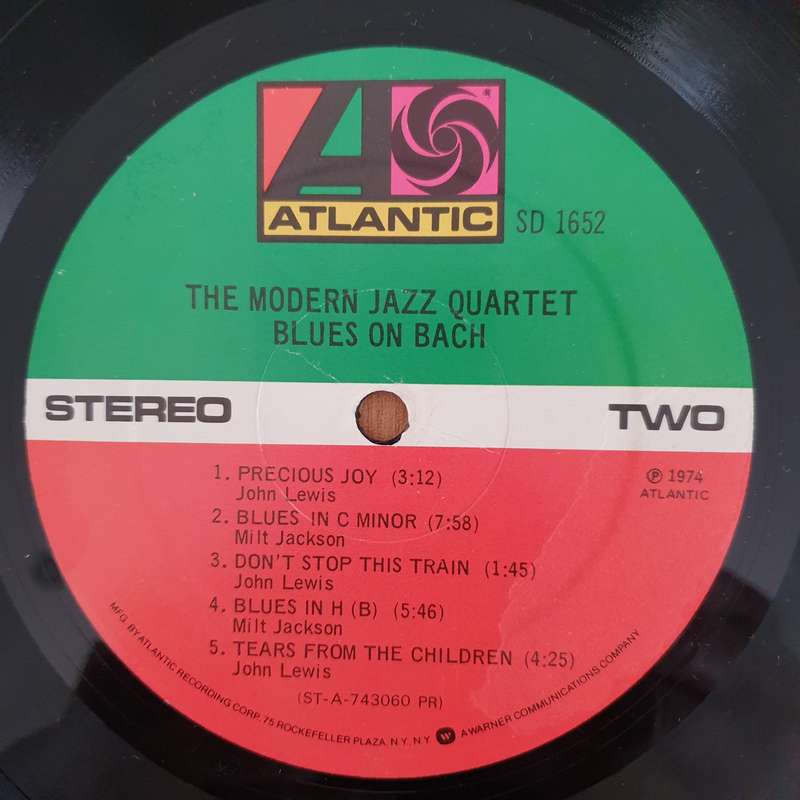 ATLANTIC
SD 1652
THE MODERN JAZZ QUARTET
BLUES ON BACH
STEREO
TWO
1. PRECIOUS JOY (3:12)
John Lewis
2. BLUES IN C MINOR (7:58)
Milt Jackson
3. DON'T STOP THIS TRAIN (1:45)
John Lewis
4. BLUES IN H (B) (5:46)
Milt Jackson
5. TEARS FROM THE CHILDREN (4:25)
John Lewis
(ST-A-743060 PR)
℗ 1974
ATLANTIC
MFG. BY ATLANTIC RECORDING CORP. 75 ROCKEFELLER PLAZA, N.Y. N.Y. W A WARNER COMMUNICATIONS COMPANY